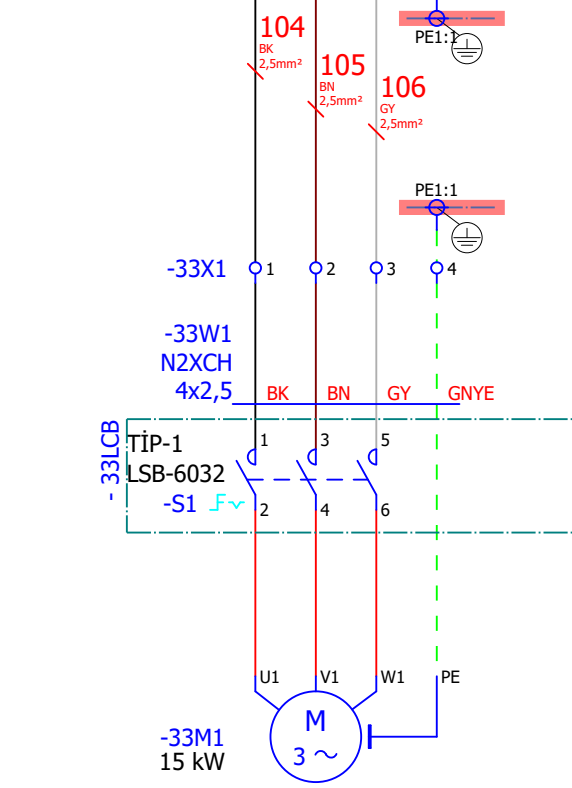 104
BK
2,5mm²
PE1:1
105
BN
2,5mm²
106
GY
2,5mm²
PE1:1
-33X1
1
2
3
4
-33W1
N2XCH
4x2,5
BK
BN
GY
GNYE
- 33LCB
TİP-1
LSB-6032
-S1
1
3
5
2
4
6
U1
V1
W1
PE
M
3 ~
-33M1
15 kW